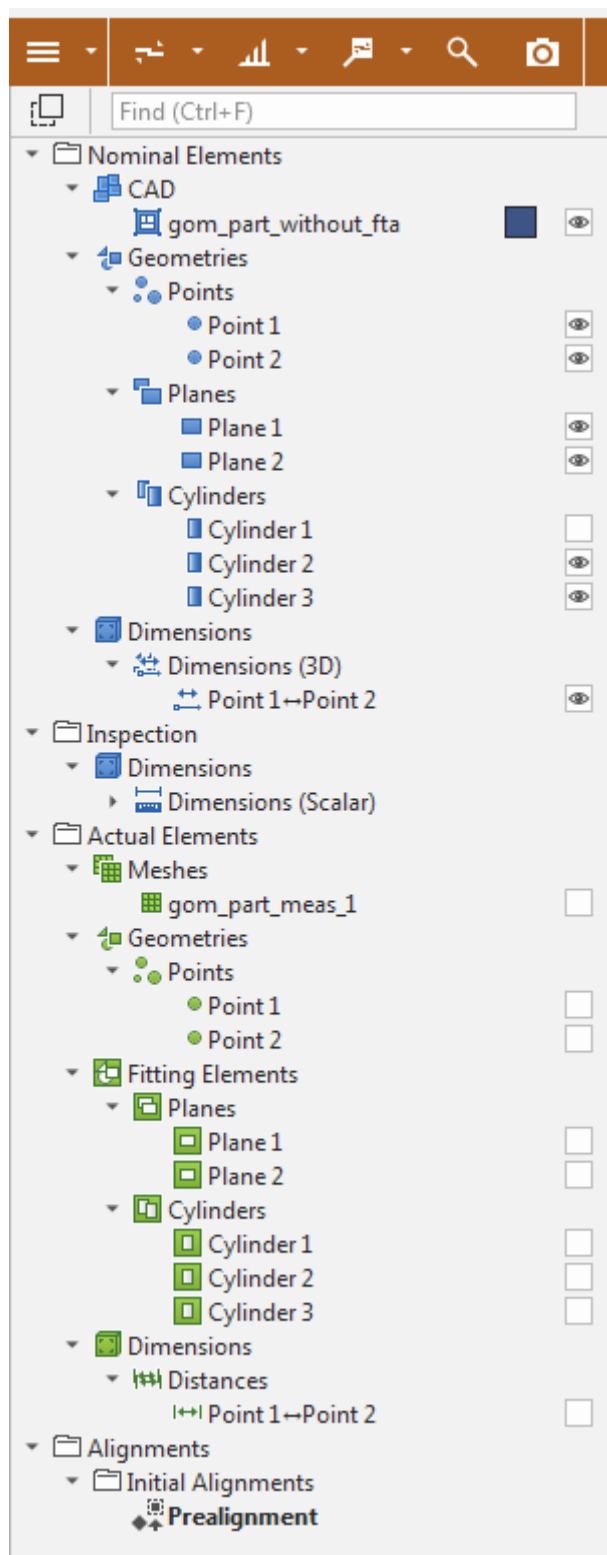 Find (Ctrl+F)
Nominal Elements
CAD
gom_part_without_fta
Geometries
Points
Point 1
Point 2
Planes
Plane 1
Plane 2
Cylinders
Cylinder 1
Cylinder 2
Cylinder 3
Dimensions
Dimensions (3D)
Point 1↔Point 2
Inspection
Dimensions
Dimensions (Scalar)
Actual Elements
Meshes
gom_part_meas_1
Geometries
Points
Point 1
Point 2
Fitting Elements
Planes
Plane 1
Plane 2
Cylinders
Cylinder 1
Cylinder 2
Cylinder 3
Dimensions
Distances
Point 1↔Point 2
Alignments
Initial Alignments
Prealignment